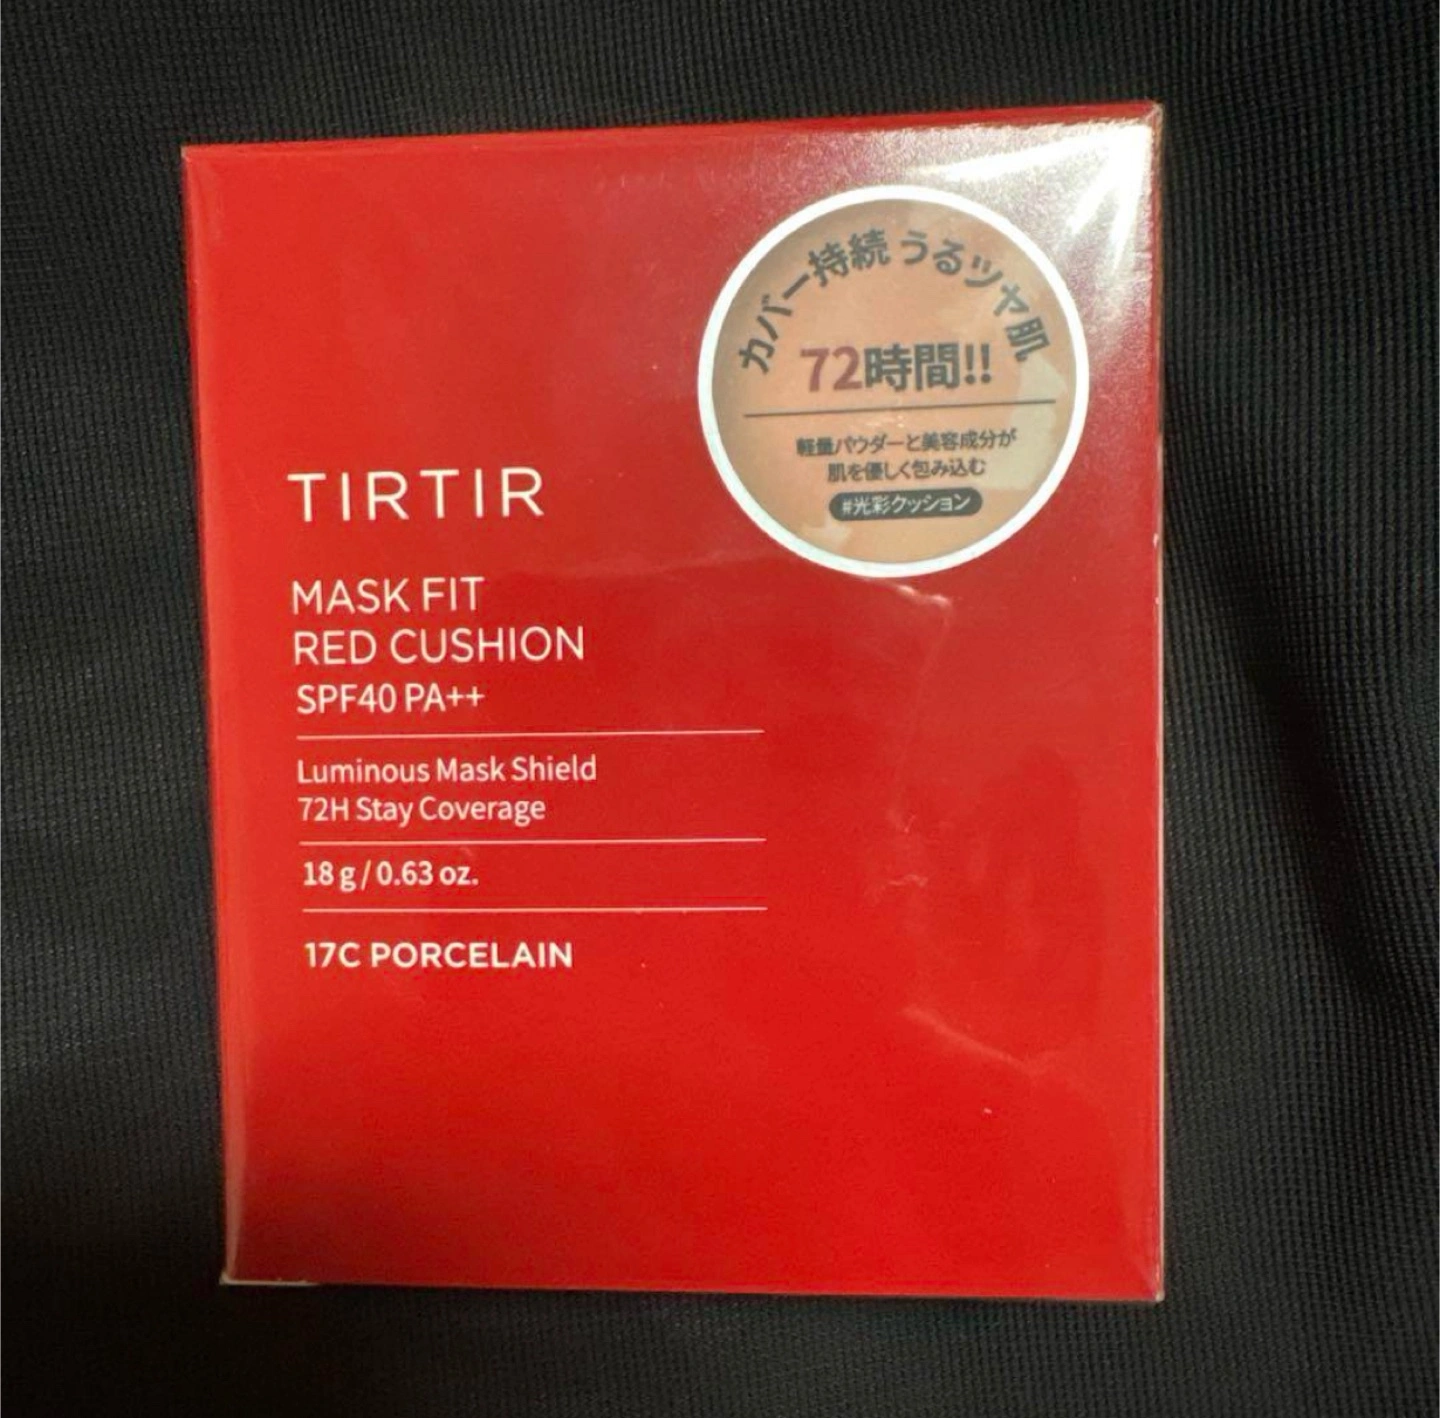 カバー持続 うるツヤ肌
72時間!!
軽量パウダーと美容成分が
肌を優しく包み込む
#光彩クッション
TIRTIR
MASK FIT
RED CUSHION
SPF40 PA++
Luminous Mask Shield
72H Stay Coverage
18 g / 0.63 oz.
17C PORCELAIN